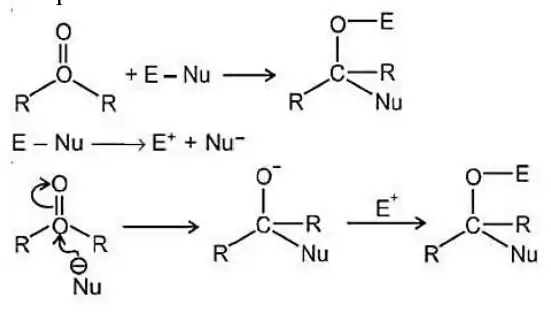 O O—E
O + E – Nu ⟶ C—R
R R R Nu
E – Nu ⟶ E⁺ + Nu⁻
O O⁻ O—E
R O R ⟶ C—R E⁺ ⟶ C—R
⊖ R Nu R Nu
Nu